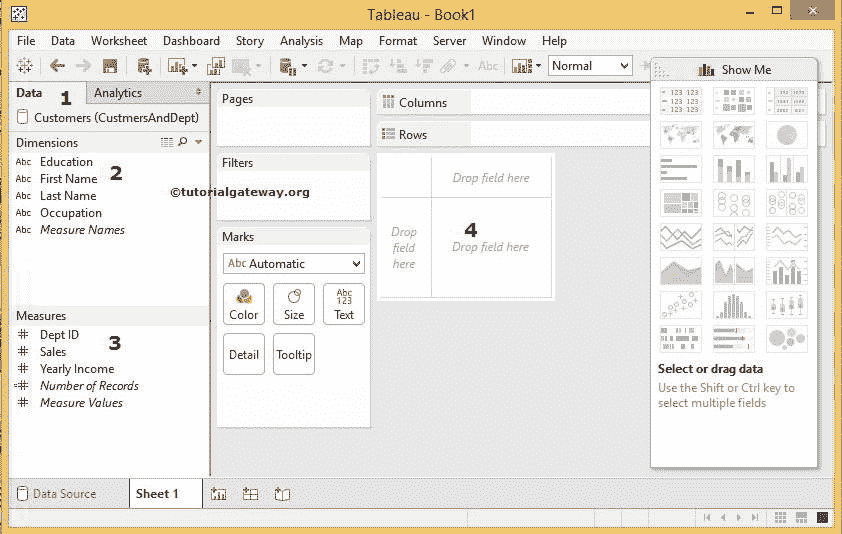 Tableau - Book1
File Data Worksheet Dashboard Story Analysis Map Format Server Window Help
Abc Normal
Data 1 Analytics
Customers (CustmersAndDept)
Dimensions
Abc Education
Abc First Name
2
Abc Last Name
Abc Occupation
Abc Measure Names
Measures
# Dept ID
# Sales
3
# Yearly Income
=# Number of Records
# Measure Values
Pages
Filters
©tutorialgateway.org
Marks
Abc Automatic
Color
Size
Abc
123
Text
Detail
Tooltip
Columns
Rows
Drop field here
Drop
field
here
4
Drop field here
Show Me
Select or drag data
Use the Shift or Ctrl key to
select multiple fields
Data Source Sheet 1